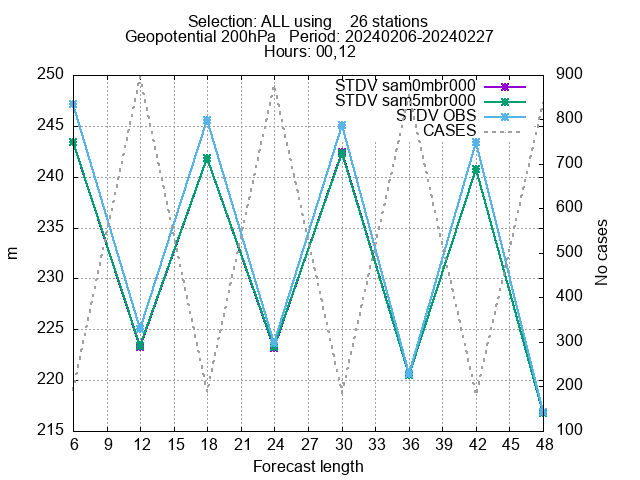 Selection: ALL using    26 stations
Geopotential 200hPa   Period: 20240206-20240227
Hours: 00,12
STDV sam0mbr000
STDV sam5mbr000
STDV OBS
CASES
250
245
240
235
230
225
220
215
m
900
800
700
600
500
400
300
200
100
No cases
6 9 12 15 18 21 24 27 30 33 36 39 42 45 48
Forecast length